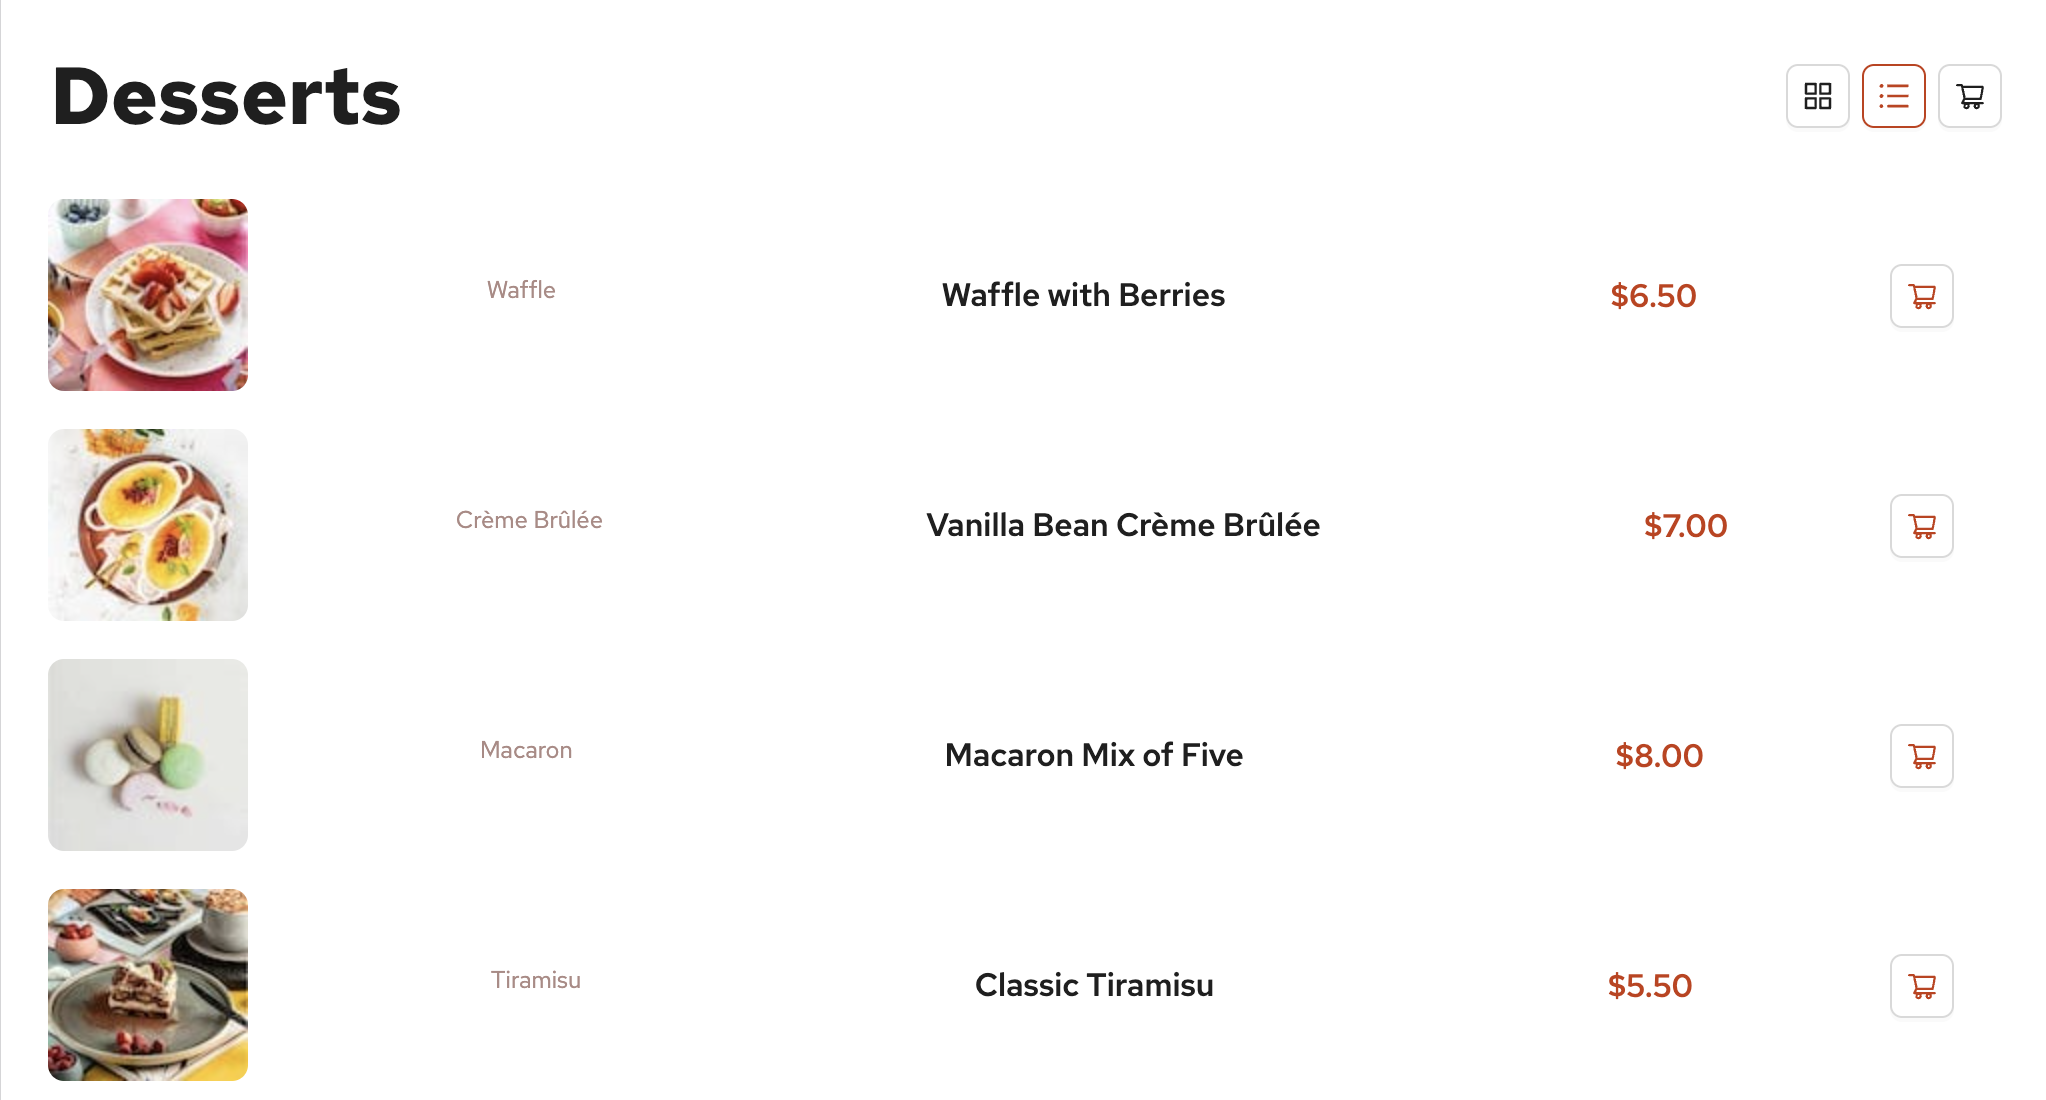 Desserts
Waffle
Waffle with Berries
$6.50
Crème Brûlée
Vanilla Bean Crème Brûlée
$7.00
Macaron
Macaron Mix of Five
$8.00
Tiramisu
Classic Tiramisu
$5.50